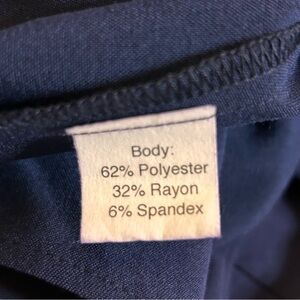 Body:
62% Polyester
32% Rayon
6% Spandex